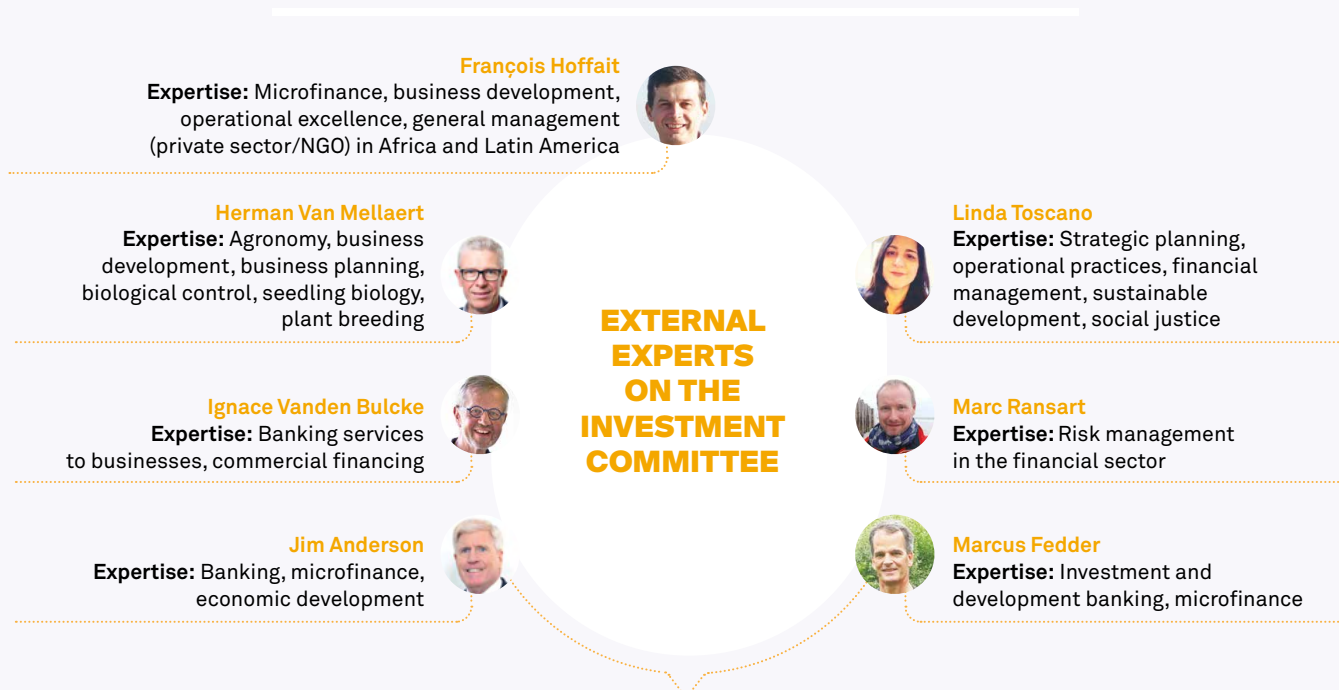 François Hoffait
Expertise: Microfinance, business development,
operational excellence, general management
(private sector/NGO) in Africa and Latin America
Herman Van Mellaert
Expertise: Agronomy, business
development, business planning,
biological control, seedling biology,
plant breeding
Ignace Vanden Bulcke
Expertise: Banking services
to businesses, commercial financing
Jim Anderson
Expertise: Banking, microfinance,
economic development
EXTERNAL
EXPERTS
ON THE
INVESTMENT
COMMITTEE
Linda Toscano
Expertise: Strategic planning,
operational practices, financial
management, sustainable
development, social justice
Marc Ransart
Expertise: Risk management
in the financial sector
Marcus Fedder
Expertise: Investment and
development banking, microfinance